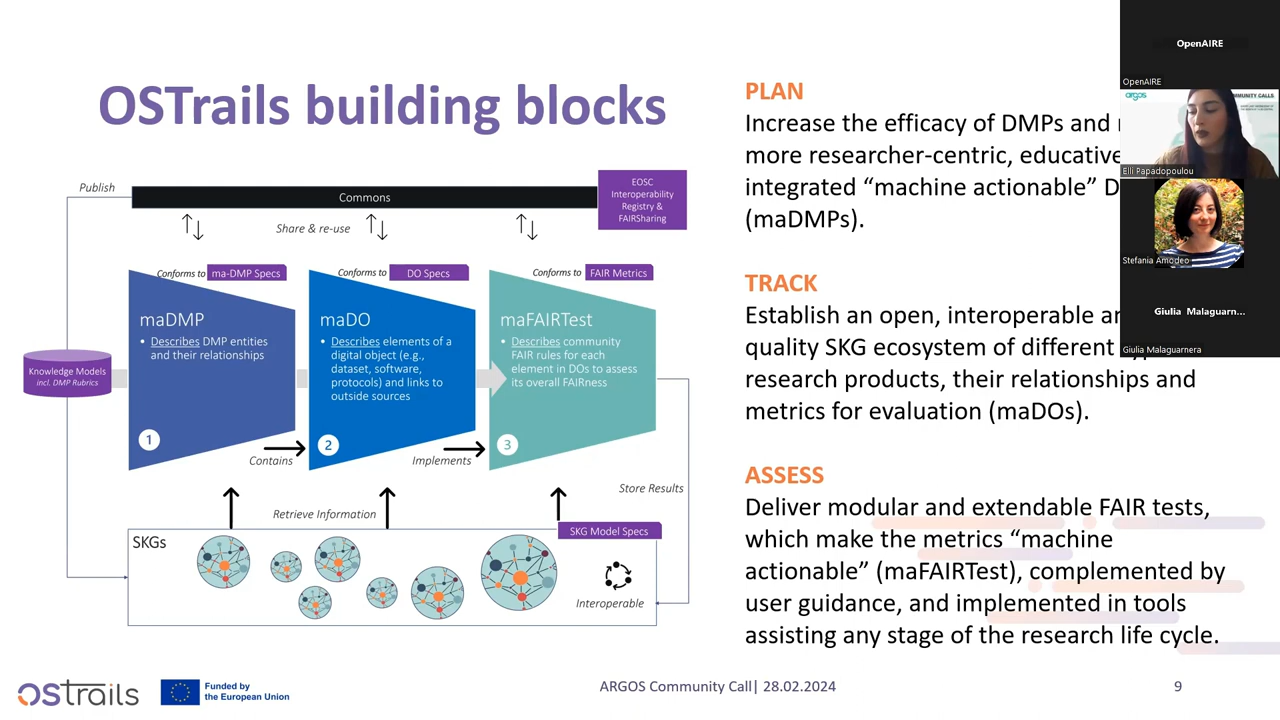 OSTrails building blocks
Publish
Commons
EOSC
Interoperability
Registry &
FAIRSharing
Share & re-use
Conforms to
ma-DMP Specs
Conforms to
DO Specs
Conforms to
FAIR Metrics
maDMP
• Describes DMP entities
and their relationships
1
maDO
• Describes elements of a
digital object (e.g.,
dataset, software,
protocols) and links to
outside sources
2
maFAIRTest
• Describes community
FAIR rules for each
element in DOs to assess
its overall FAIRness
3
Knowledge Models
incl. DMP Rubrics
Contains
Implements
Store Results
Retrieve Information
SKG Model Specs
SKGs
Interoperable
PLAN
Increase the efficacy of DMPs and
more researcher-centric, educative
integrated “machine actionable” D
(maDMPs).
TRACK
Establish an open, interoperable
quality SKG ecosystem of different
research products, their relationships and
metrics for evaluation (maDOs).
ASSESS
Deliver modular and extendable FAIR tests,
which make the metrics “machine
actionable” (maFAIRTest), complemented by
user guidance, and implemented in tools
assisting any stage of the research life cycle.
OpenAIRE
OpenAIRE
argos
MMUNITY CALLS
Elli Papadopoulou
Stefania Amodeo
Giulia Malaguarn...
Giulia Malaguarnera
OSTrails
Funded by
the European Union
ARGOS Community Call| 28.02.2024
9